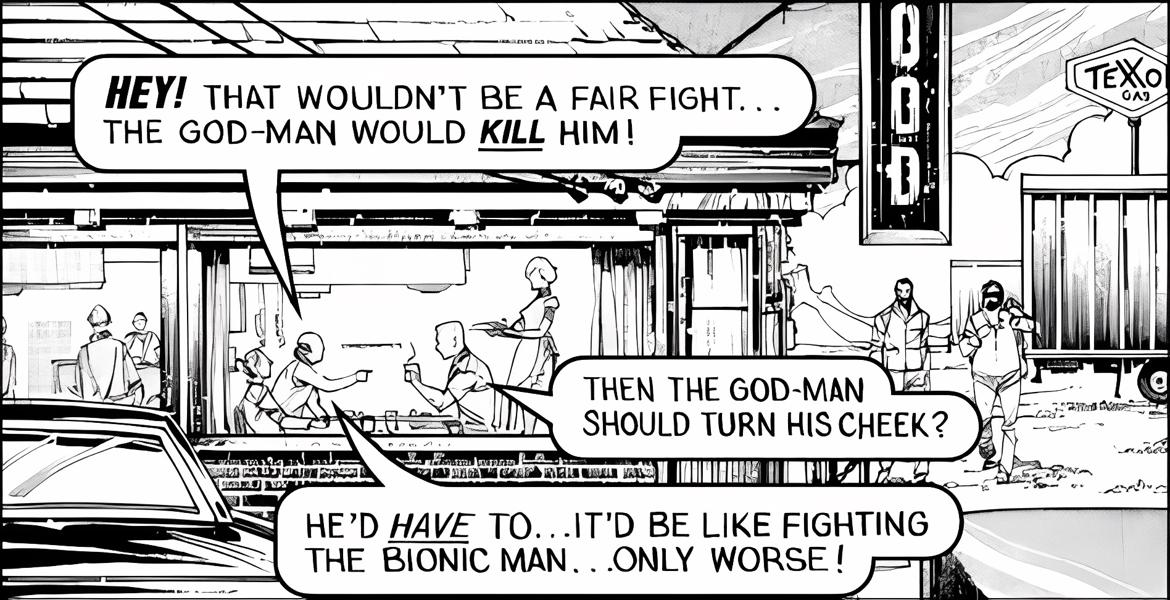 HEY! THAT WOULDN'T BE A FAIR FIGHT...
THE GOD-MAN WOULD KILL HIM!
TEXXO
THEN THE GOD-MAN
SHOULD TURN HIS CHEEK?
HE'D HAVE TO...IT'D BE LIKE FIGHTING
THE BIONIC MAN...ONLY WORSE!